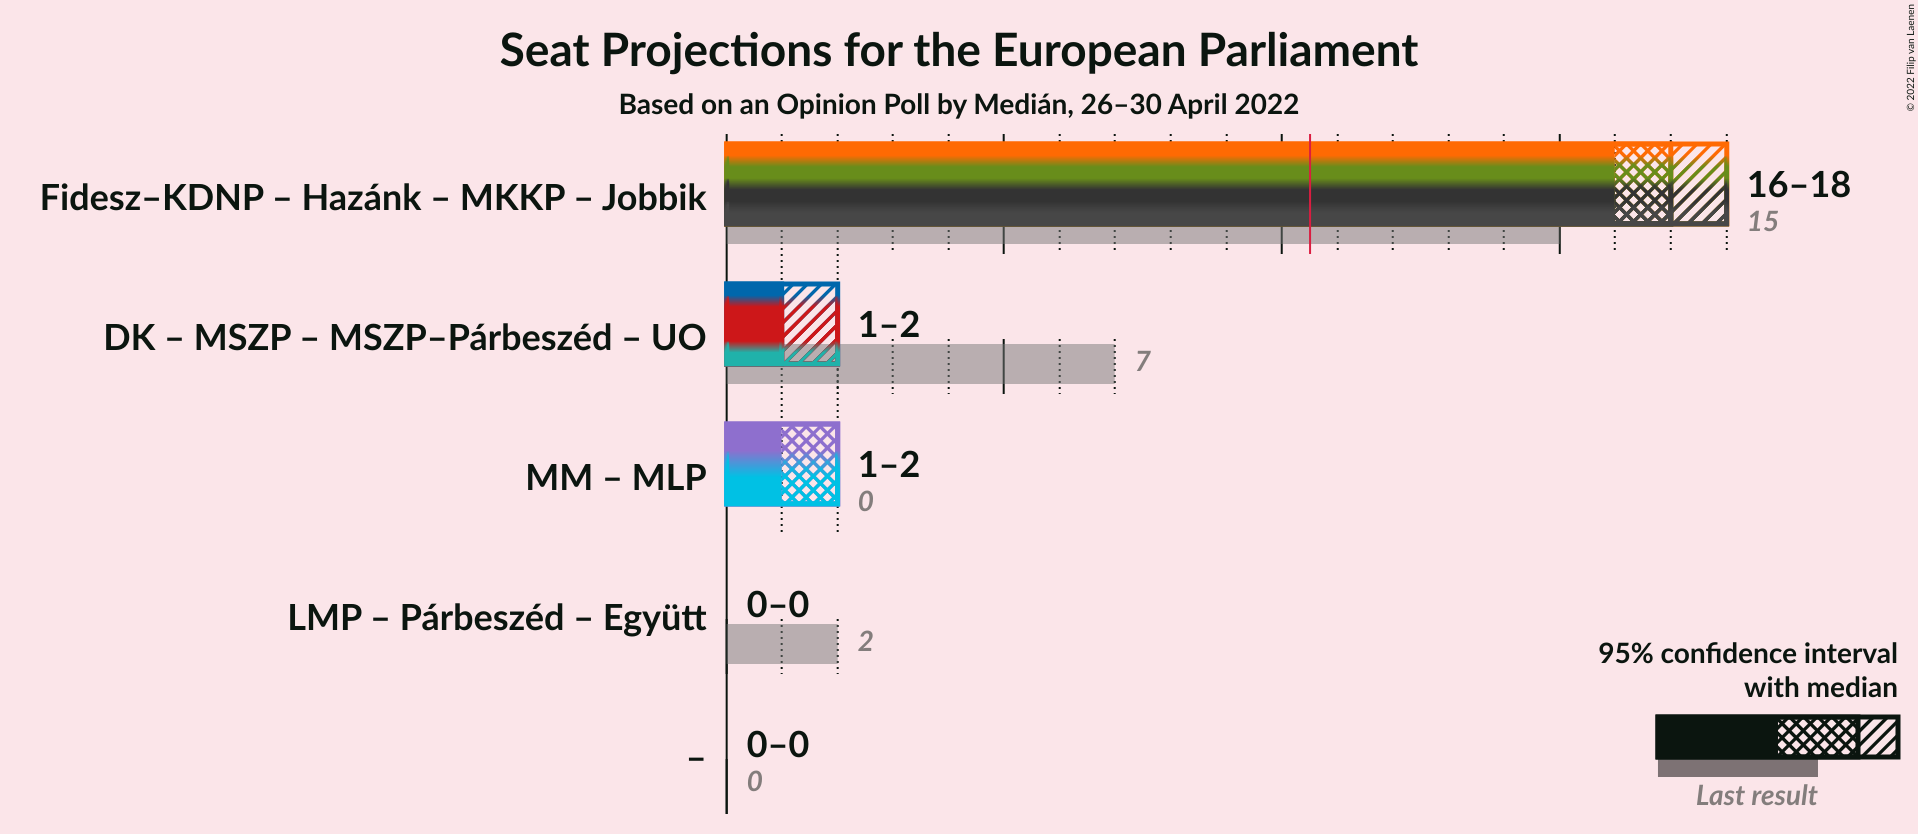 Seat Projections for the European Parliament
Based on an Opinion Poll by Medián, 26–30 April 2022
© 2022 Filip van Laenen
Fidesz–KDNP – Hazánk – MKKP – Jobbik
16–18
15
DK – MSZP – MSZP–Párbeszéd – UO
1–2
7
MM – MLP
1–2
0
LMP – Párbeszéd – Együtt
0–0
2
–
0–0
0
95% confidence interval
with median
Last result